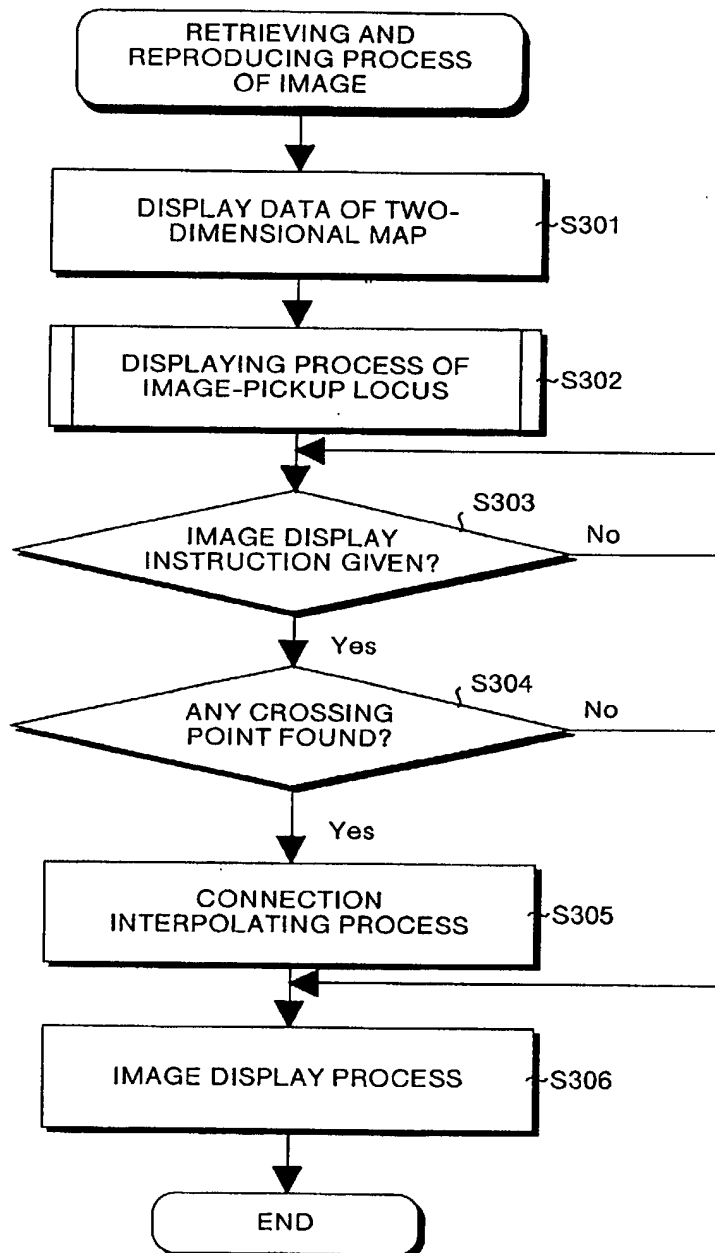 RETRIEVING AND
REPRODUCING PROCESS
OF IMAGE
DISPLAY DATA OF TWO-
DIMENSIONAL MAP
S301
DISPLAYING PROCESS OF
IMAGE-PICKUP LOCUS
S302
S303
IMAGE DISPLAY
INSTRUCTION GIVEN?
No
Yes
S304
ANY CROSSING
POINT FOUND?
No
Yes
CONNECTION
INTERPOLATING PROCESS
S305
IMAGE DISPLAY PROCESS
S306
END